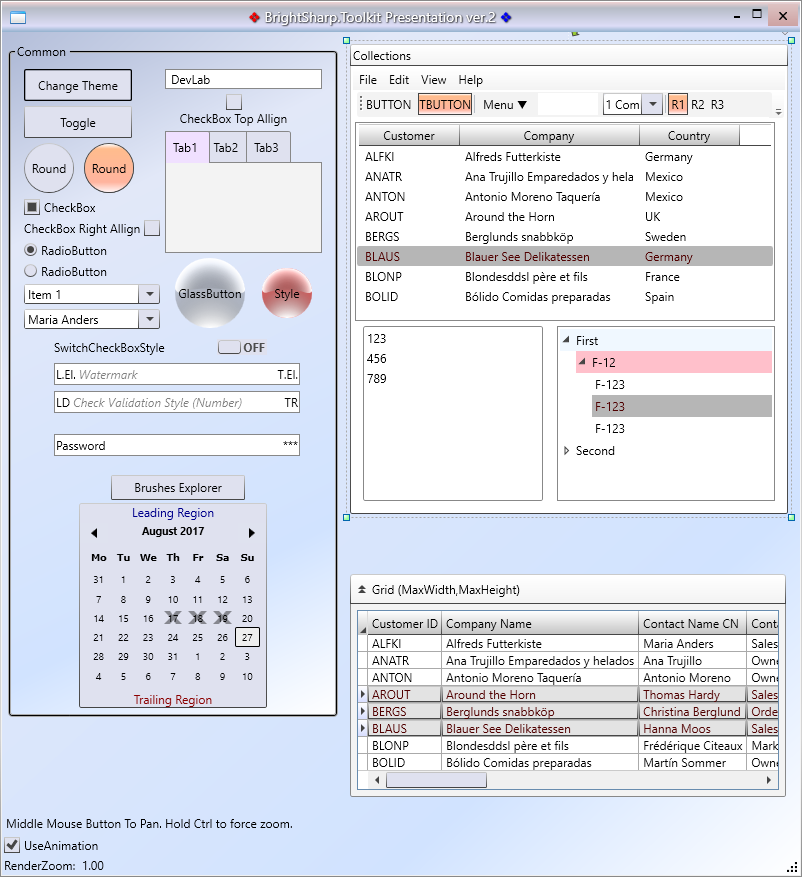 BrightSharp.Toolkit Presentation ver.2
Common
Change Theme
Toggle
Round Round
CheckBox
CheckBox Right Allign
RadioButton
RadioButton
Item 1
Maria Anders
DevLab
CheckBox Top Allign
Tab1 Tab2 Tab3
GlassButton
Style
SwitchCheckBoxStyle OFF
L.El. Watermark T.El.
LD Check Validation Style (Number) TR
Password ***
Brushes Explorer
Leading Region
August 2017
Mo Tu We Th Fr Sa Su
31 1 2 3 4 5 6
7 8 9 10 11 12 13
14 15 16 17 18 19 20
21 22 23 24 25 26 27
28 29 30 31 1 2 3
4 5 6 7 8 9 10
Trailing Region
Collections
File Edit View Help
BUTTON TBUTTON Menu ▼ 1 Com R1 R2 R3
Customer Company Country
ALFKI Alfreds Futterkiste Germany
ANATR Ana Trujillo Emparedados y hela Mexico
ANTON Antonio Moreno Taquería Mexico
AROUT Around the Horn UK
BERGS Berglunds snabbköp Sweden
BLAUS Blauer See Delikatessen Germany
BLONP Blondesddsl père et fils France
BOLID Bólido Comidas preparadas Spain
123
456
789
First
F-12
F-123
F-123
F-123
Second
Grid (MaxWidth,MaxHeight)
Customer ID Company Name Contact Name CN Conta
ALFKI Alfreds Futterkiste Maria Anders Sales
ANATR Ana Trujillo Emparedados y helados Ana Trujillo Owne
ANTON Antonio Moreno Taquería Antonio Moreno Owne
AROUT Around the Horn Thomas Hardy Sales
BERGS Berglunds snabbköp Christina Berglund Orde
BLAUS Blauer See Delikatessen Hanna Moos Sales
BLONP Blondesddsl père et fils Frédérique Citeaux Mark
BOLID Bólido Comidas preparadas Martín Sommer Owne
Middle Mouse Button To Pan. Hold Ctrl to force zoom.
UseAnimation
RenderZoom: 1.00